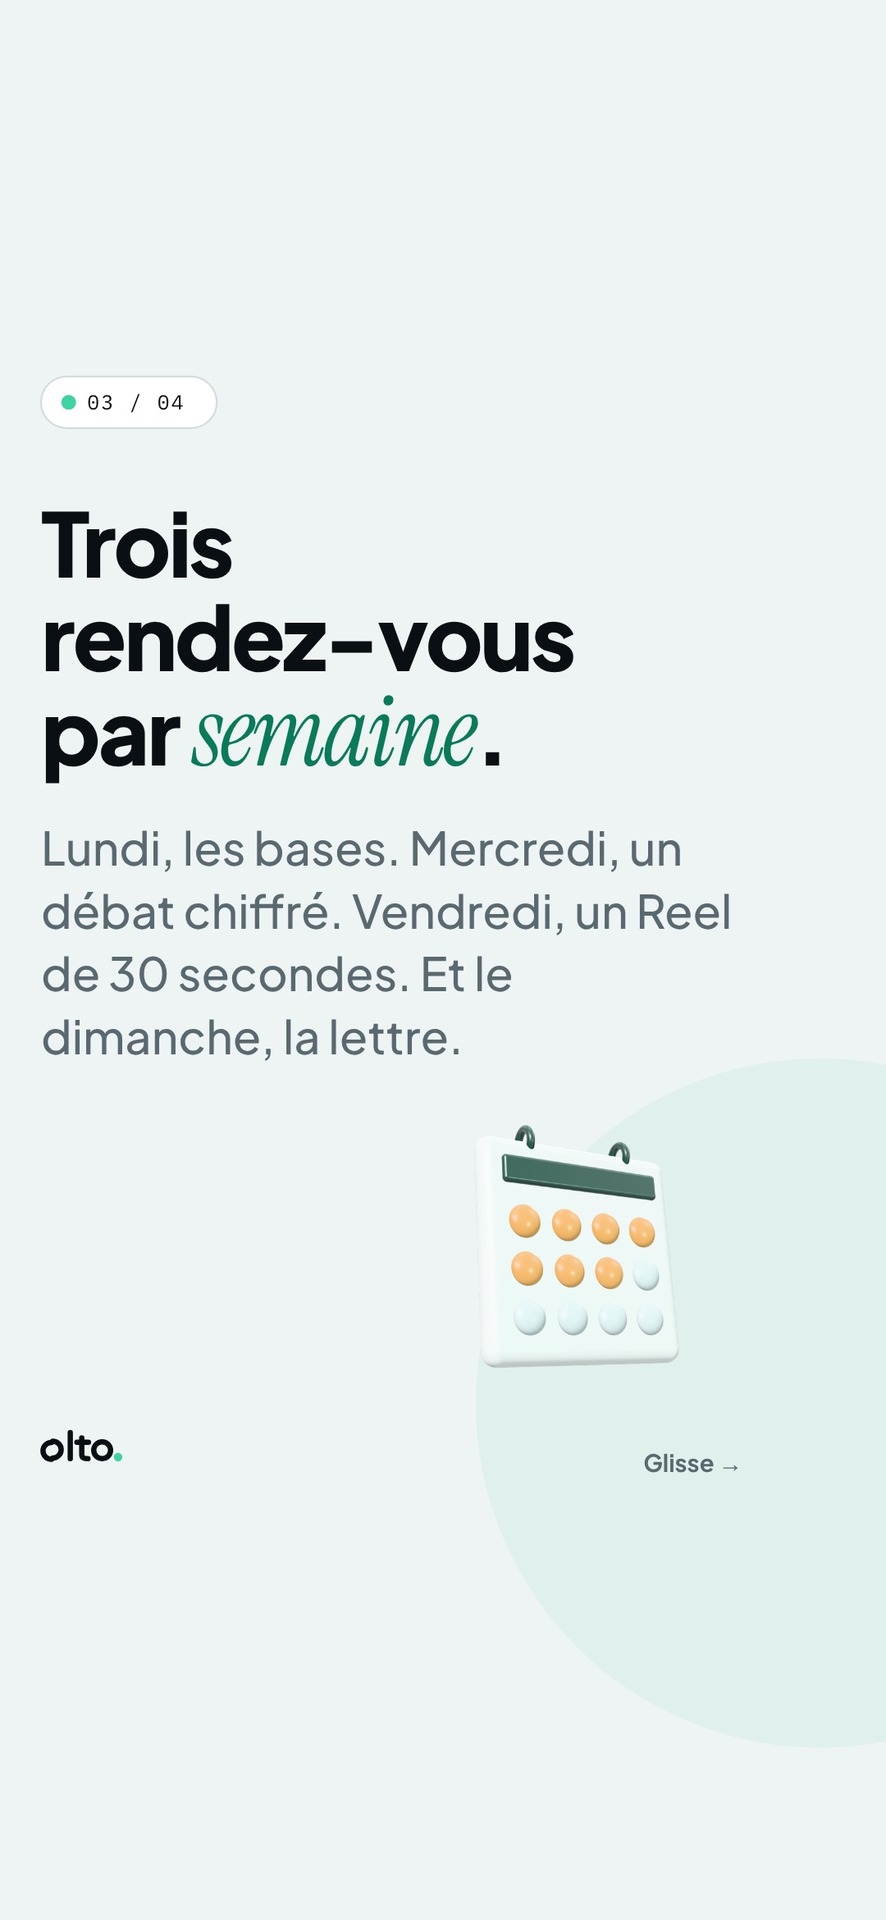 03 / 04
Trois
rendez-vous
par semaine.
Lundi, les bases. Mercredi, un
débat chiffré. Vendredi, un Reel
de 30 secondes. Et le
dimanche, la lettre.
olto.
Glisse →